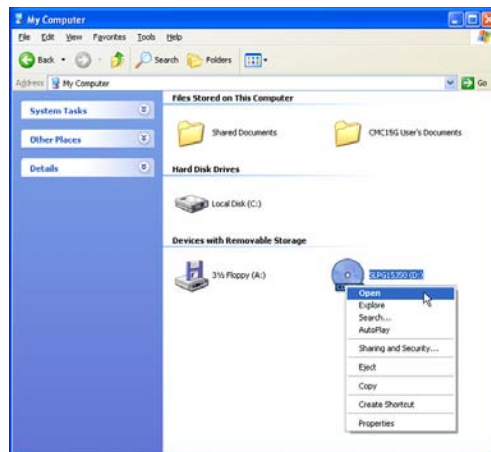 My Computer
File Edit View Favorites Tools Help
Back Search Folders
Address My Computer Go
Files Stored on This Computer
System Tasks
Shared Documents CMC15G User's Documents
Other Places
Details
Hard Disk Drives
Local Disk (C:)
Devices with Removable Storage
3½ Floppy (A:) SLPG15350 (D:)
Open
Explore
Search...
AutoPlay
Sharing and Security...
Eject
Copy
Create Shortcut
Properties